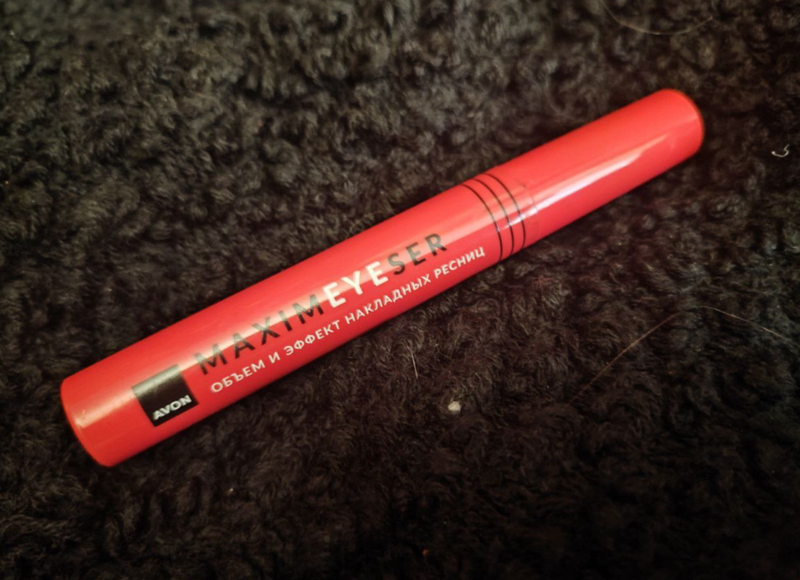 MAXIMEYESER
ОБЪЕМ И ЭФФЕКТ НАКЛАДНЫХ РЕСНИЦ
AVON